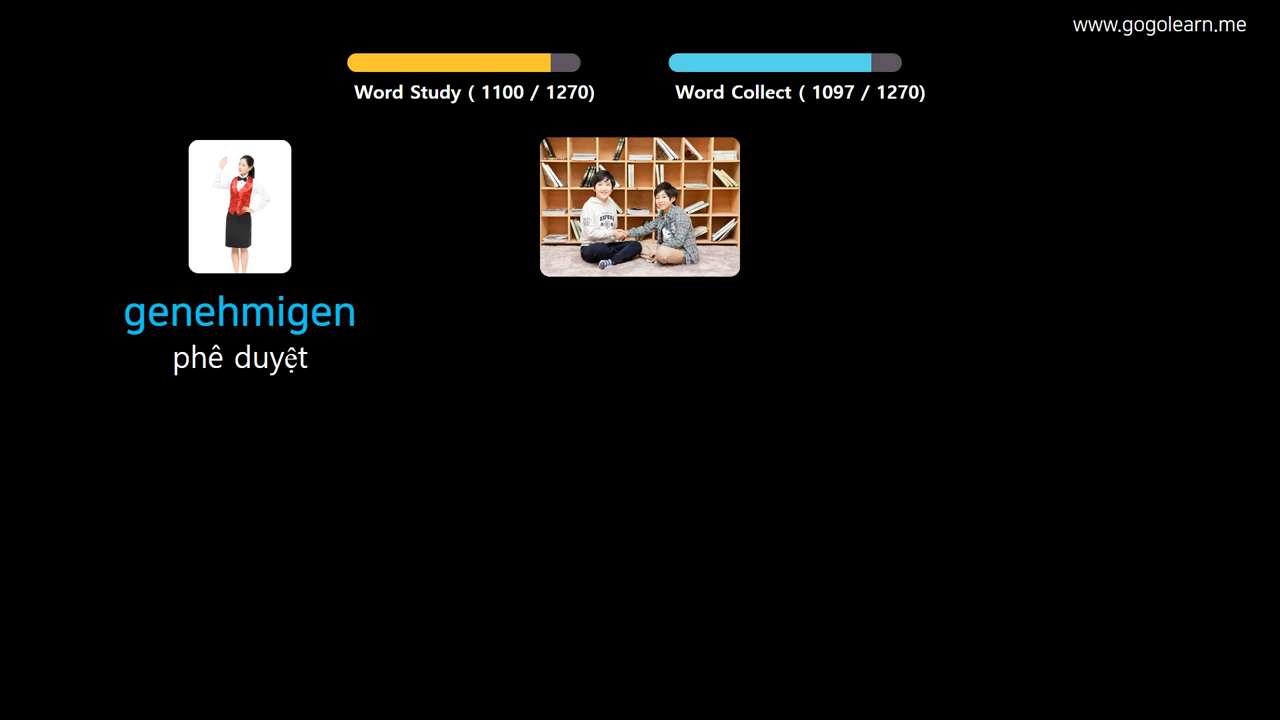 www.gogolearn.me
Word Study ( 1100 / 1270)
Word Collect ( 1097 / 1270)
genehmigen
phê duyệt